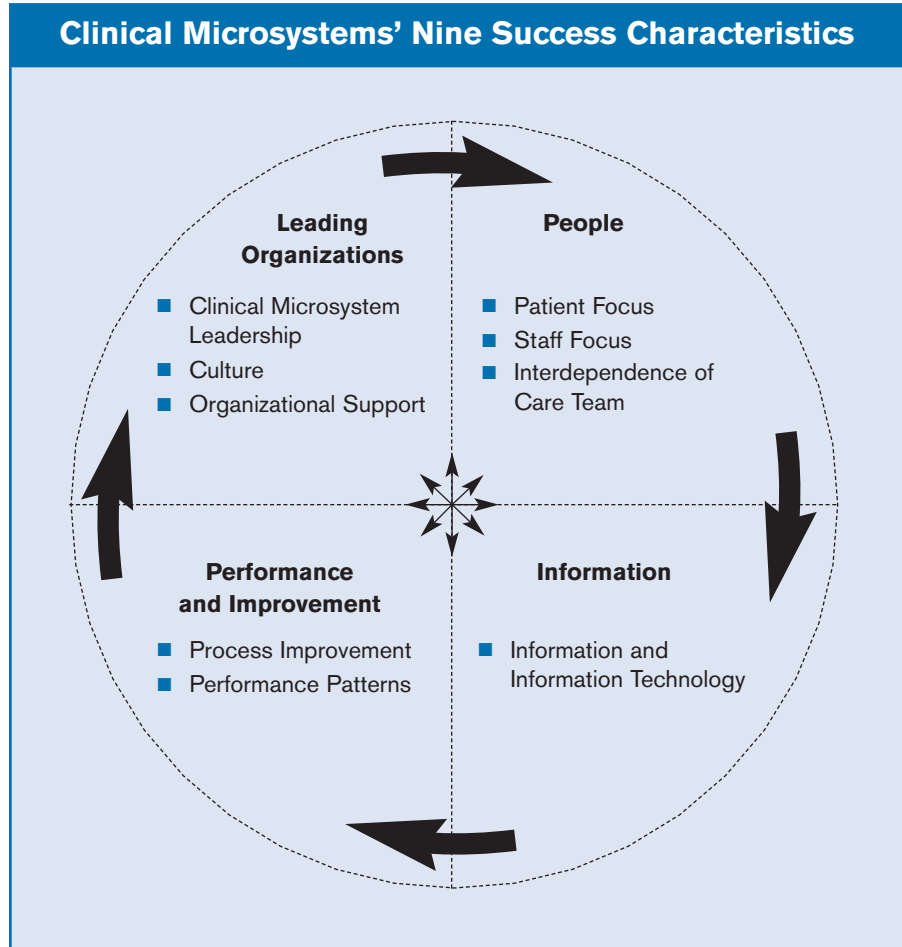 Clinical Microsystems’ Nine Success Characteristics
Leading
Organizations
Clinical Microsystem
Leadership
Culture
Organizational Support
People
Patient Focus
Staff Focus
Interdependence of
Care Team
Performance
and Improvement
Process Improvement
Performance Patterns
Information
Information and
Information Technology